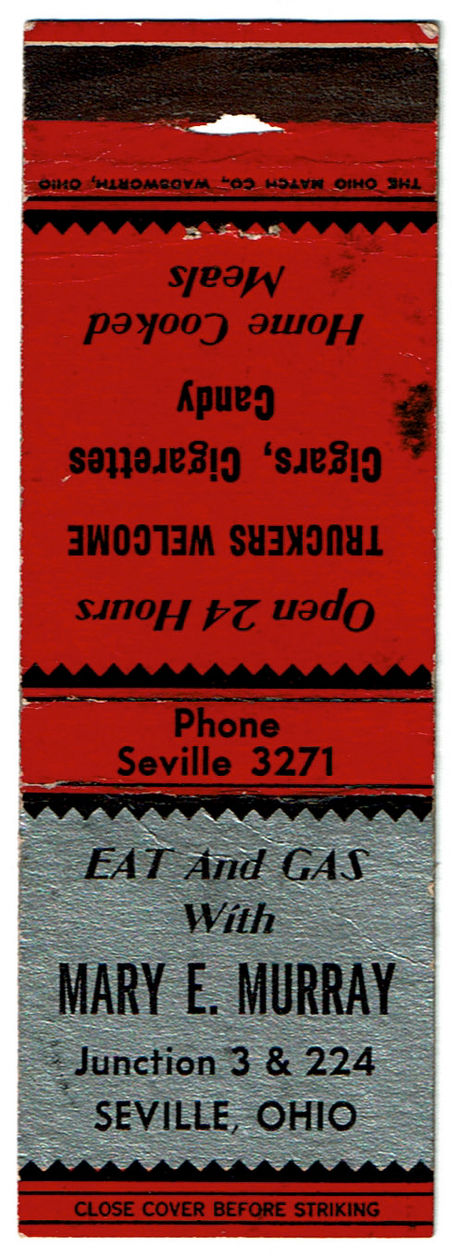 THE OHIO MATCH CO., WADSWORTH, OHIO
Open 24 Hours
TRUCKERS WELCOME
Cigars, Cigarettes
Candy
Home Cooked
Meals
Phone
Seville 3271
EAT And GAS
With
MARY E. MURRAY
Junction 3 & 224
SEVILLE, OHIO
CLOSE COVER BEFORE STRIKING